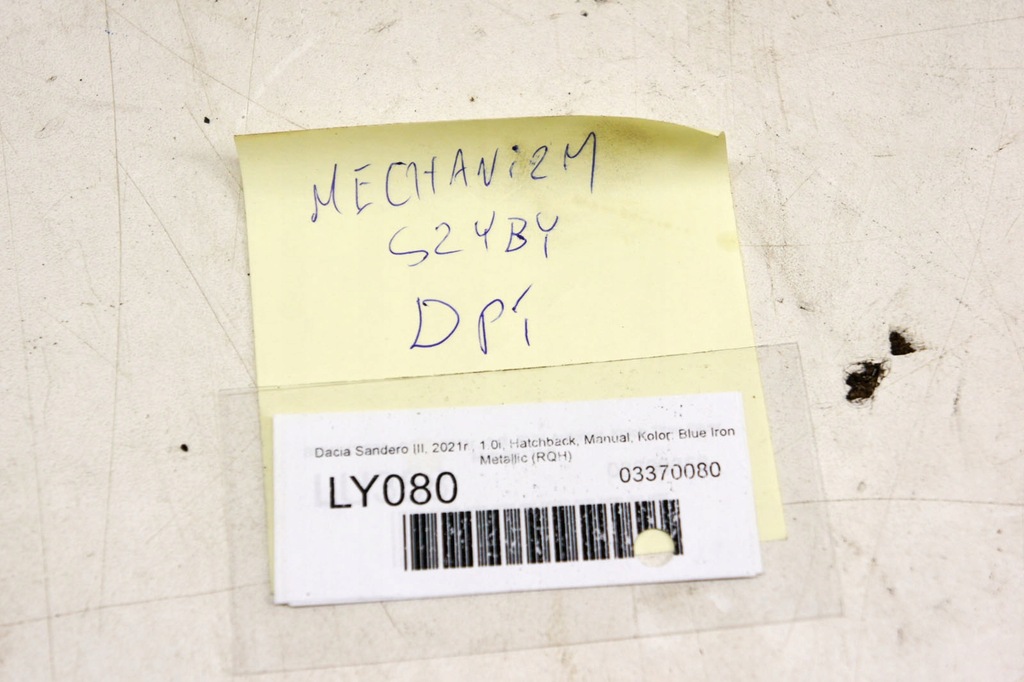 MECHANiZM
SZYBY
DPi
Dacia Sandero III, 2021r., 1.0i, Hatchback, Manual, Kolor: Blue Iron
Metallic (RQH)
LY080
03370080